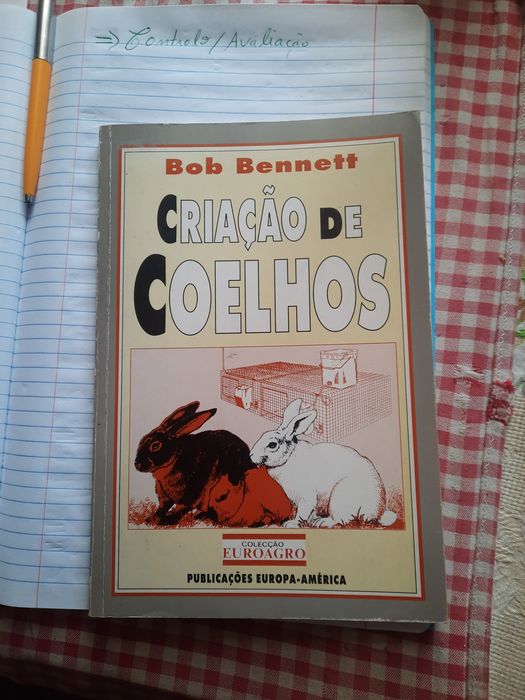 ⇒ Controlo/Avaliação
Bob Bennett
CRIAÇÃO DE
COELHOS
COLECÇÃO
EUROAGRO
PUBLICAÇÕES EUROPA-AMÉRICA